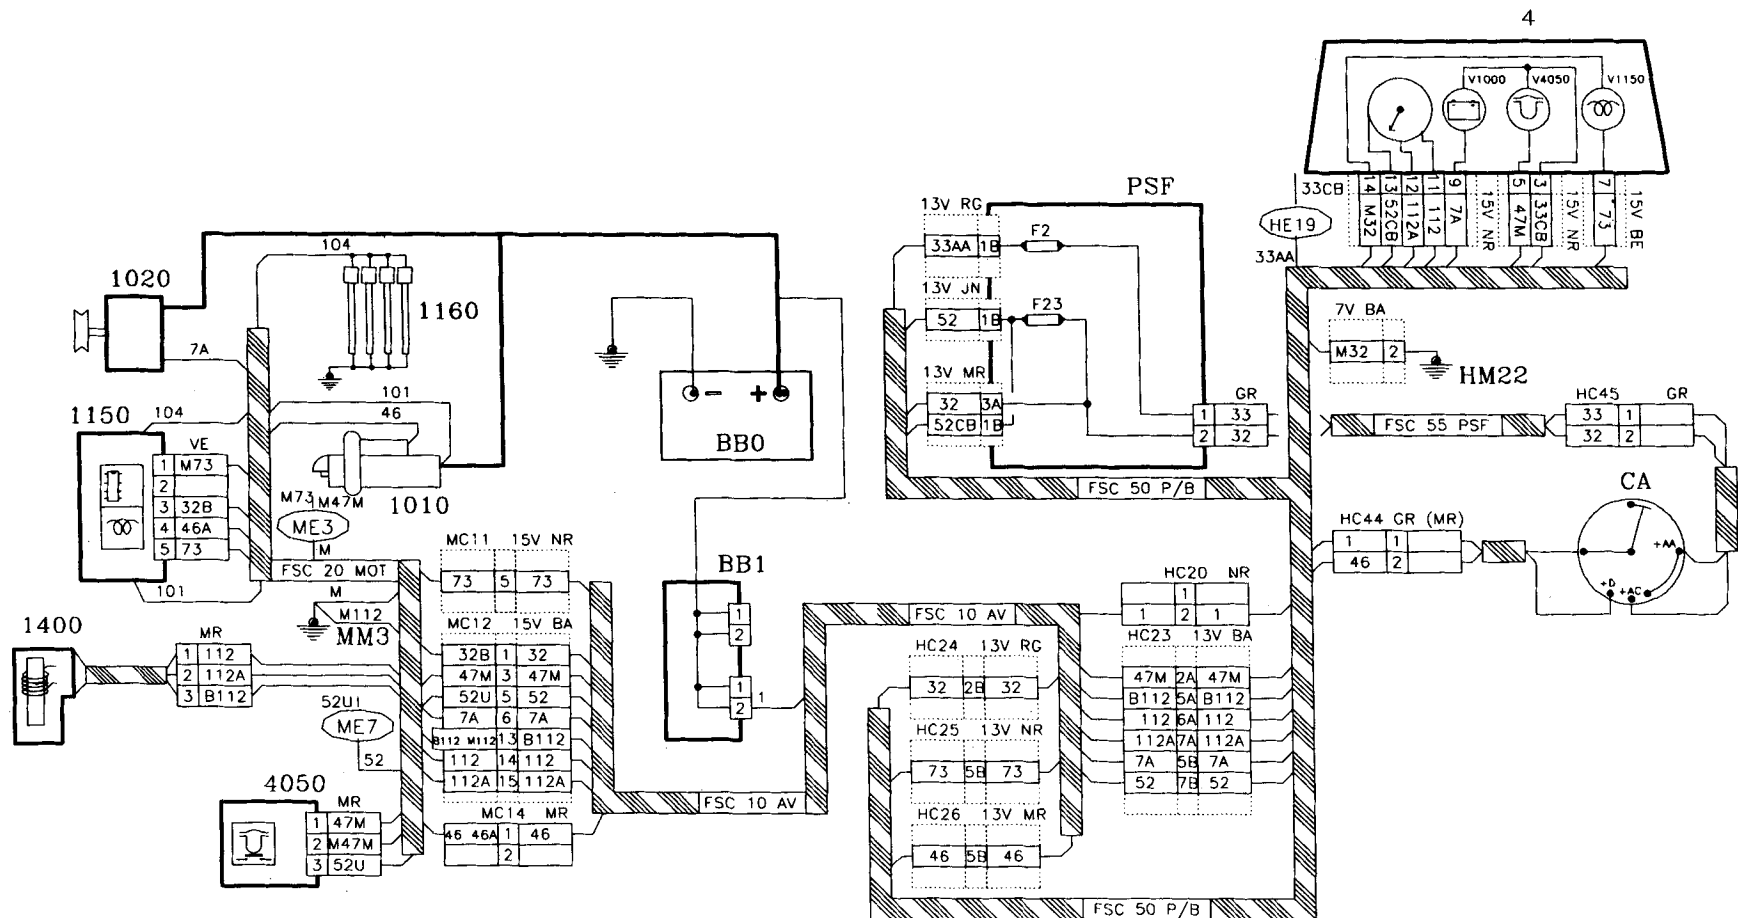 4
V1000 V4050 V1150
33CB
14 13 12 11 9 5 3 7
M32 52CB 112A 112 7A 47M 33CB 73
15V NR 15V NR 15V BE
HE19
33AA
PSF
13V RG
33AA 1B F2
13V JN
52 1B F23
13V MR
32 3A
52CB 1B
GR
1 33
2 32
FSC 50 P/B
7V BA
M32 2
HM22
FSC 55 PSF
HC45 GR
33 1
32 2
CA
+AA
+D +AC
HC44 GR (MR)
1 1
46 2
1020
104
1160
7A
101
46
1150
104
VE
1 M73
2
3 32B
4 46A
5 73
101
1010
M73 M47M
ME3
M
FSC 20 MOT
M
M112
MM3
- +
BB0
BB1
1
2
1
2 1
MC11 15V NR
73 5 73
MC12 15V BA
32B 1 32
47M 3 47M
52U 5 52
7A 6 7A
B112 M112 13 B112
112 14 112
112A 15 112A
MC14 MR
46 46A 1 46
2
1400
MR
1 112
2 112A
3 B112
52U
ME7
52
4050
MR
1 47M
2 M47M
3 52U
FSC 10 AV
FSC 10 AV
HC20 NR
1
1 2 1
HC23 13V BA
47M 2A 47M
B112 5A B112
112 6A 112
112A 7A 112A
7A 5B 7A
52 7B 52
HC24 13V RG
32 2B 32
HC25 13V NR
73 5B 73
HC26 13V MR
46 5B 46
FSC 50 P/B